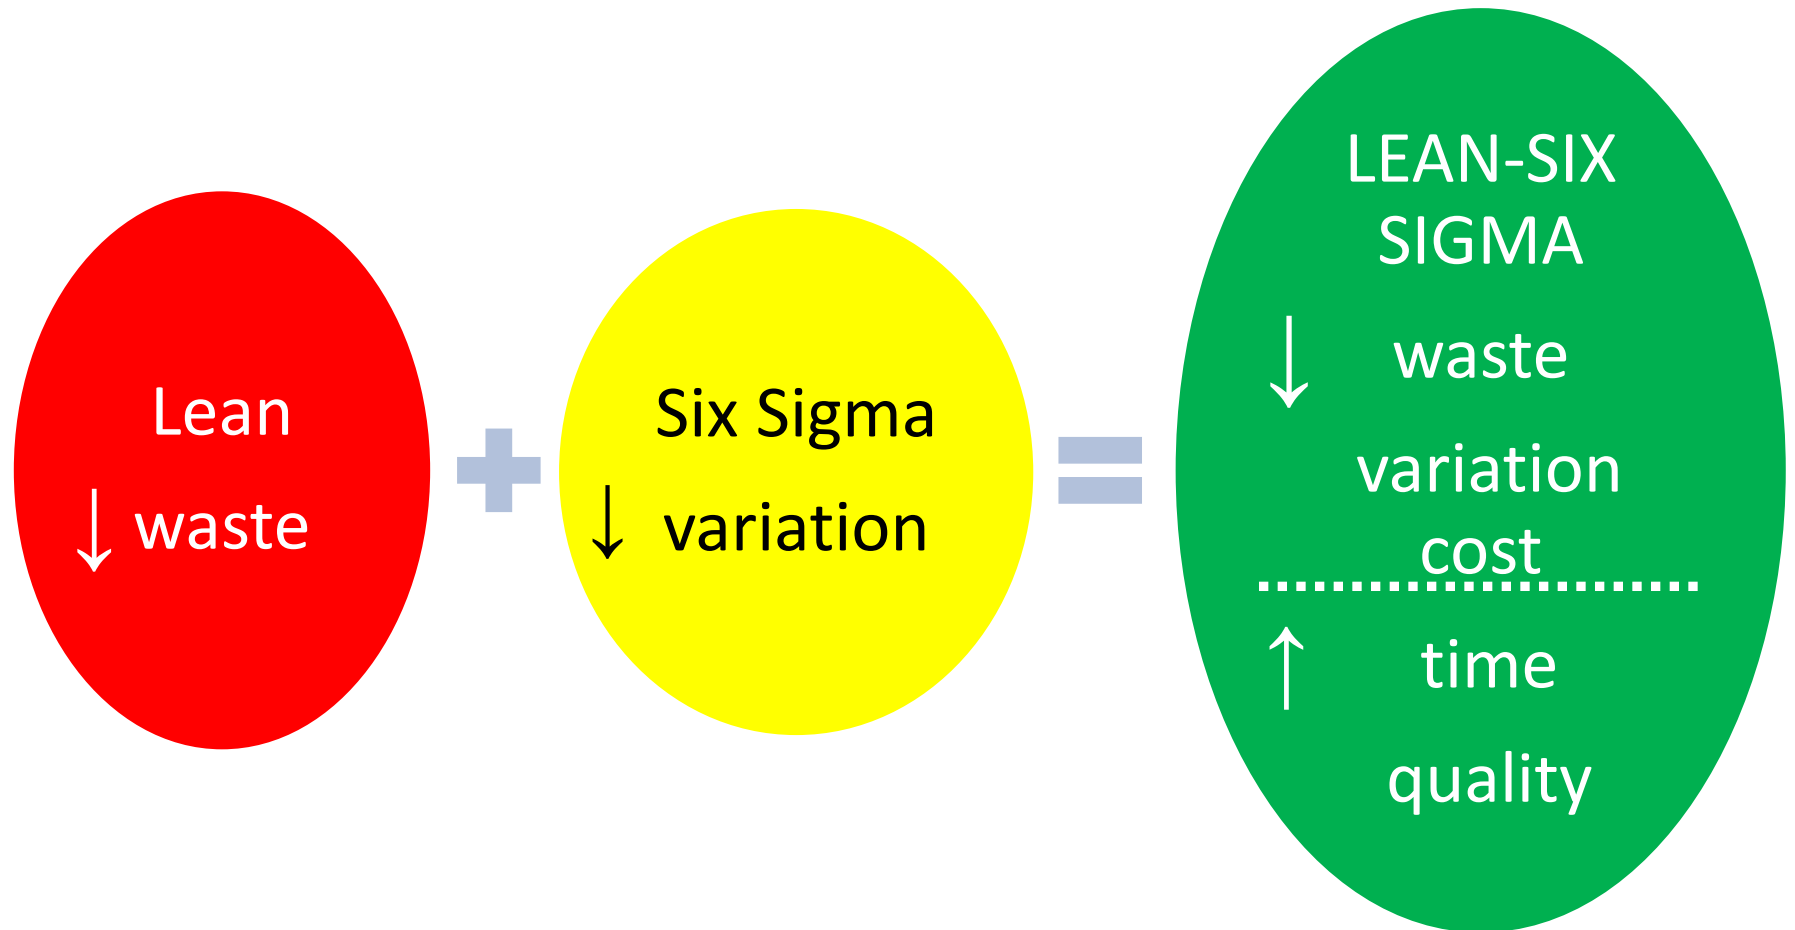 Lean
↓ waste
Six Sigma
↓ variation
LEAN-SIX
SIGMA
↓ waste
variation
cost
↑ time
quality